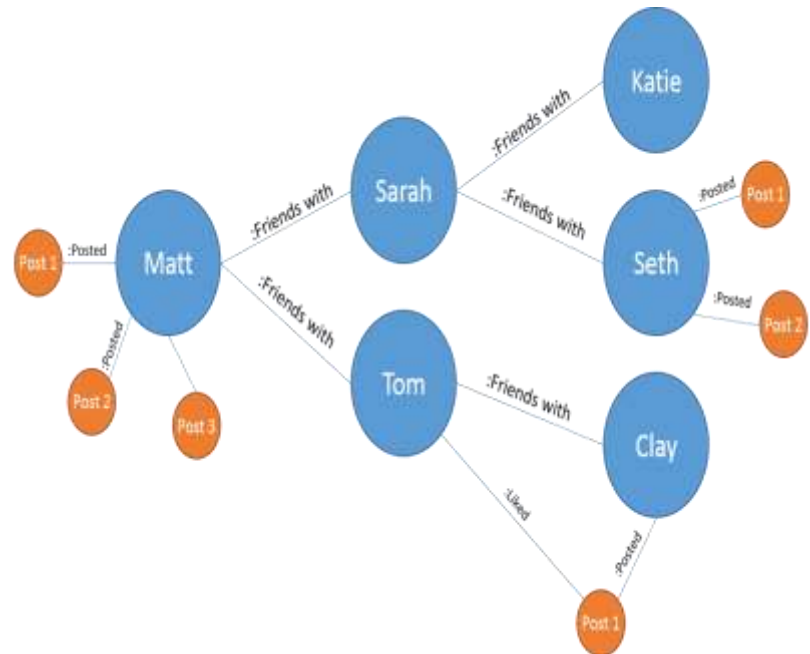 Katie
:Friends with
Sarah
:Friends with
:Posted
Post 1
:Friends with
Seth
:Posted
Post 2
Post 1
:Posted
Matt
:Posted
Post 2
Post 3
:Friends with
Tom
:Friends with
Clay
:Liked
:Posted
Post 1